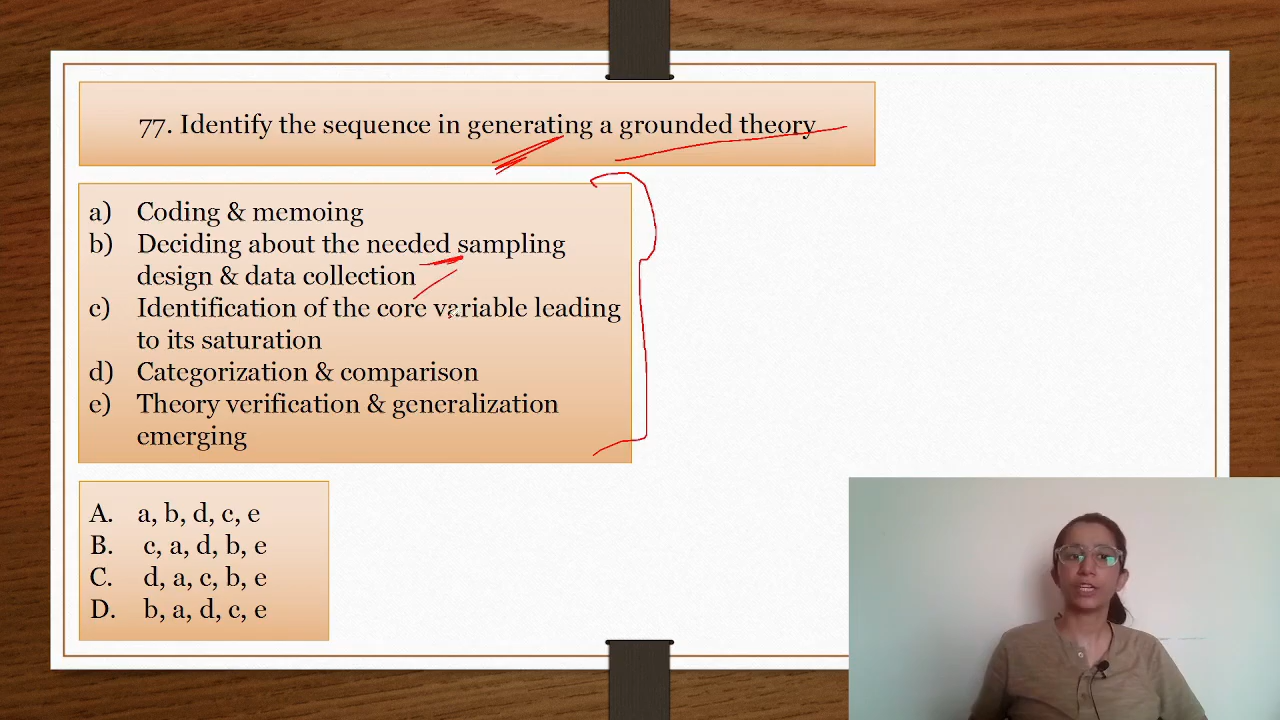 77. Identify the sequence in generating a grounded theory
a) Coding & memoing
b) Deciding about the needed sampling
design & data collection
c) Identification of the core variable leading
to its saturation
d) Categorization & comparison
e) Theory verification & generalization
emerging
A. a, b, d, c, e
B. c, a, d, b, e
C. d, a, c, b, e
D. b, a, d, c, e